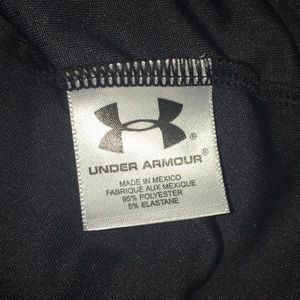 ®
UNDER ARMOUR®
MADE IN MEXICO
FABRIQUÉ AUX MEXIQUE
95% POLYESTER
5% ELASTANE